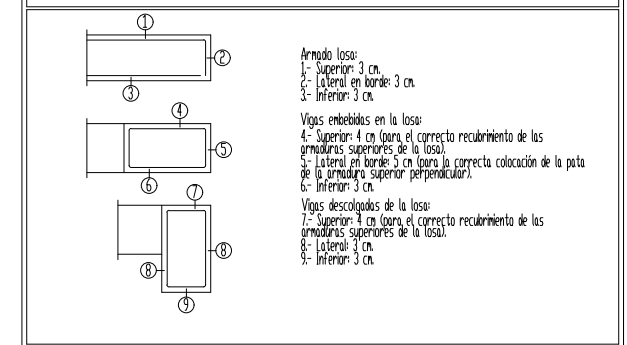 1
2
3
4
5
6
7
8
8
9
Armado losa:
1.- Superior: 3 cm.
2.- Lateral en borde: 3 cm.
3.- Inferior: 3 cm.
Vigas embebidas en la losa:
4.- Superior: 4 cm (para el correcto recubrimiento de las
armaduras superiores de la losa).
5.- Lateral en borde: 5 cm (para la correcta colocación de la pata
de la armadura superior perpendicular).
6.- Inferior: 3 cm.
Vigas descolgadas de la losa:
7.- Superior: 4 cm (para el correcto recubrimiento de las
armaduras superiores de la losa).
8.- Lateral: 3 cm.
9.- Inferior: 3 cm.